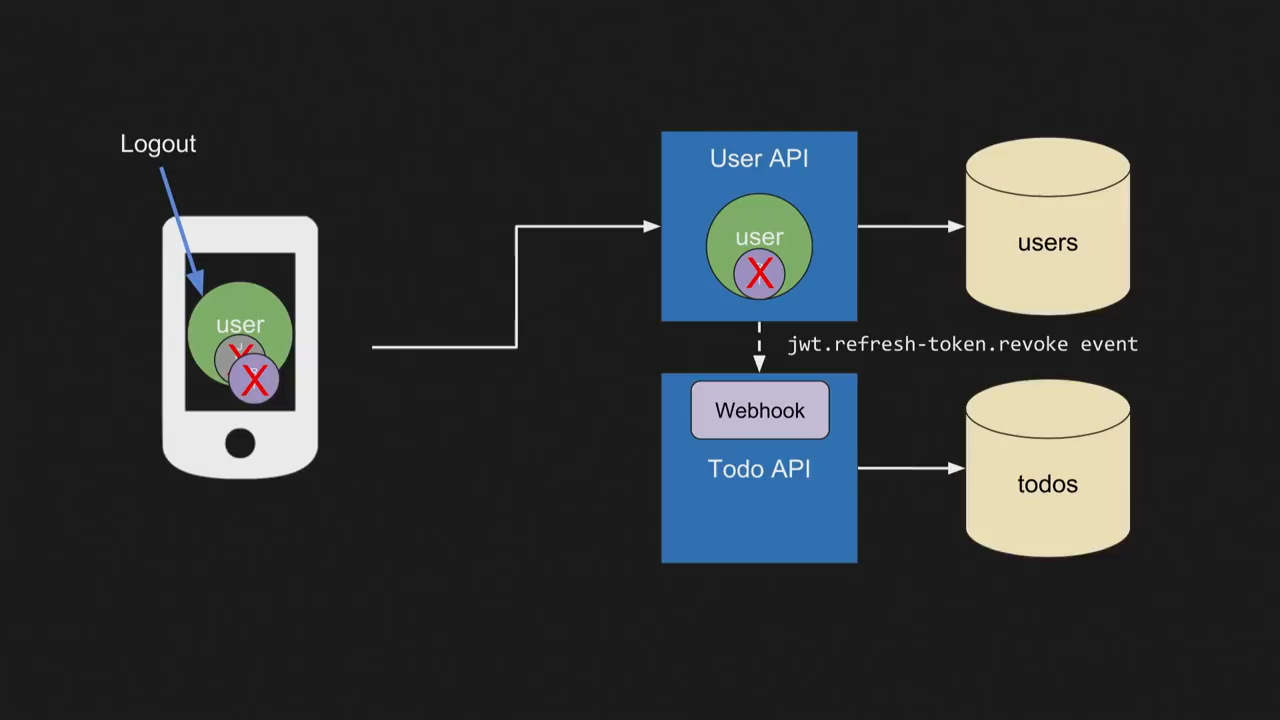 Logout
User API
user
X
users
user
J
X
X
jwt.refresh-token.revoke event
Webhook
Todo API
todos